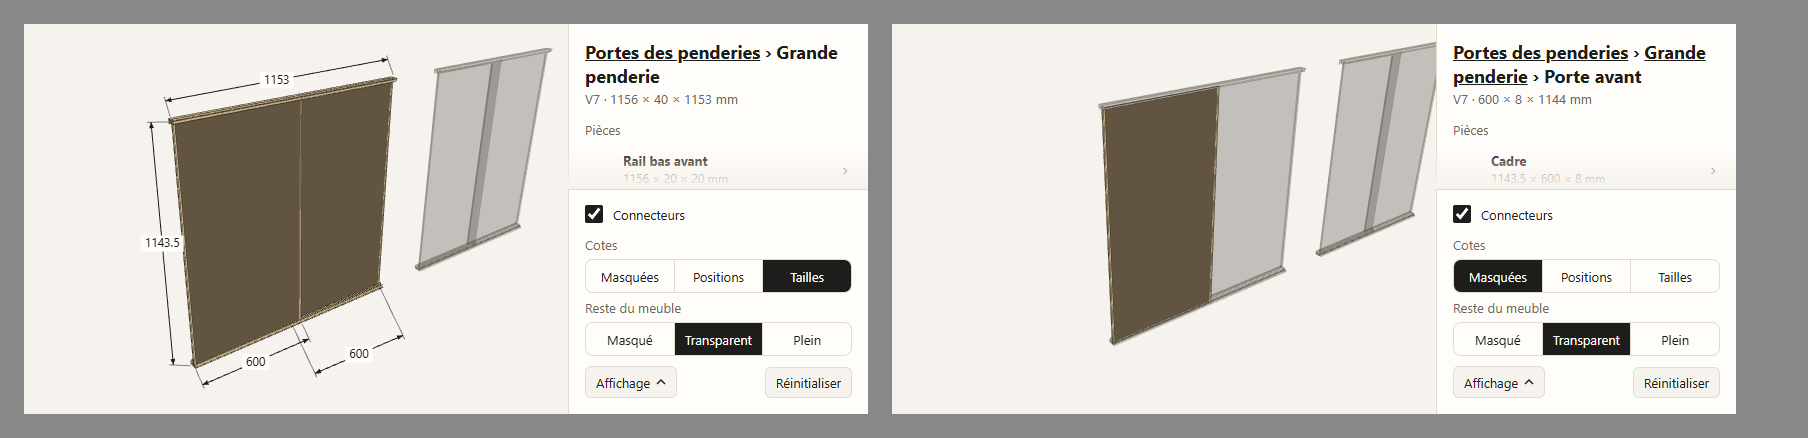 1153
1143.5
600
600
Portes des penderies › Grande
penderie
V7 · 1156 × 40 × 1153 mm
Pièces
Rail bas avant
1156 × 20 × 20 mm
Connecteurs
Cotes
Masquées Positions Tailles
Reste du meuble
Masqué Transparent Plein
Affichage Réinitialiser
Portes des penderies › Grande
penderie › Porte avant
V7 · 600 × 8 × 1144 mm
Pièces
Cadre
1143.5 × 600 × 8 mm
Connecteurs
Cotes
Masquées Positions Tailles
Reste du meuble
Masqué Transparent Plein
Affichage Réinitialiser